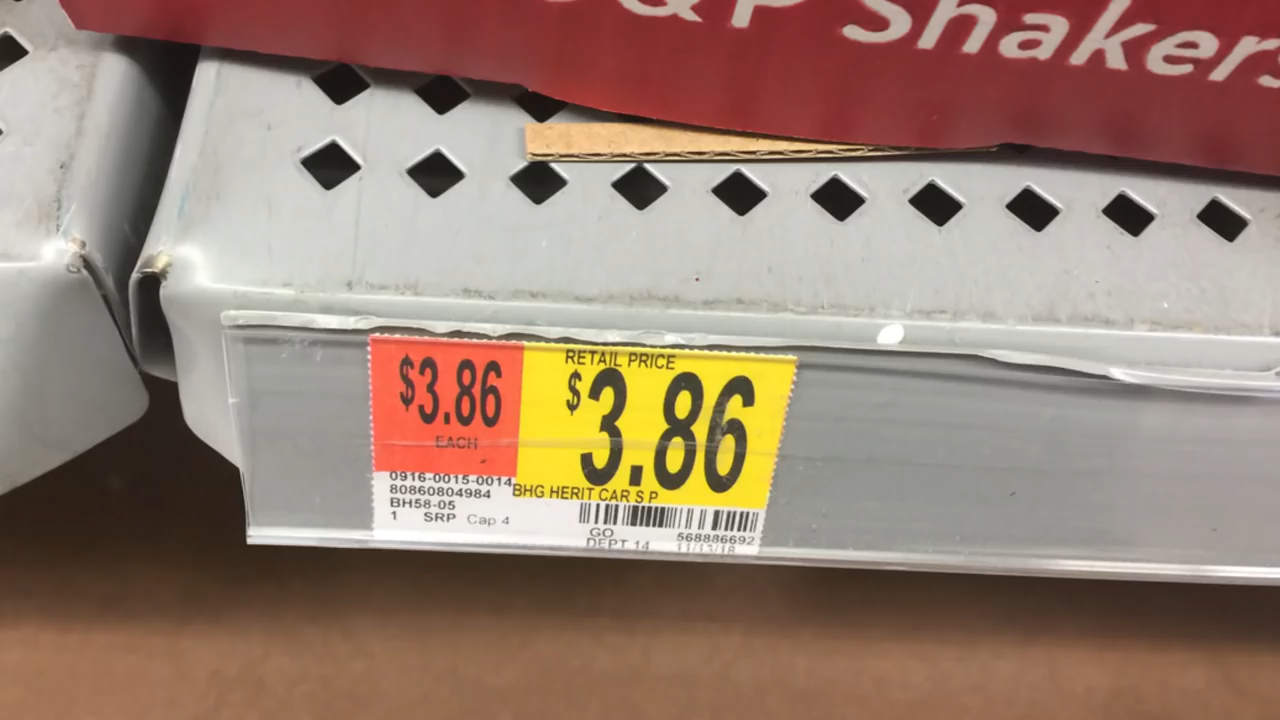 &P Shakers
$3.86
EACH
RETAIL PRICE
$3.86
0916-0015-0014
80860804984
BH58-05
1 SRP Cap 4
BHG HERIT CAR S P
GO
DEPT 14
568886692
11/13/18